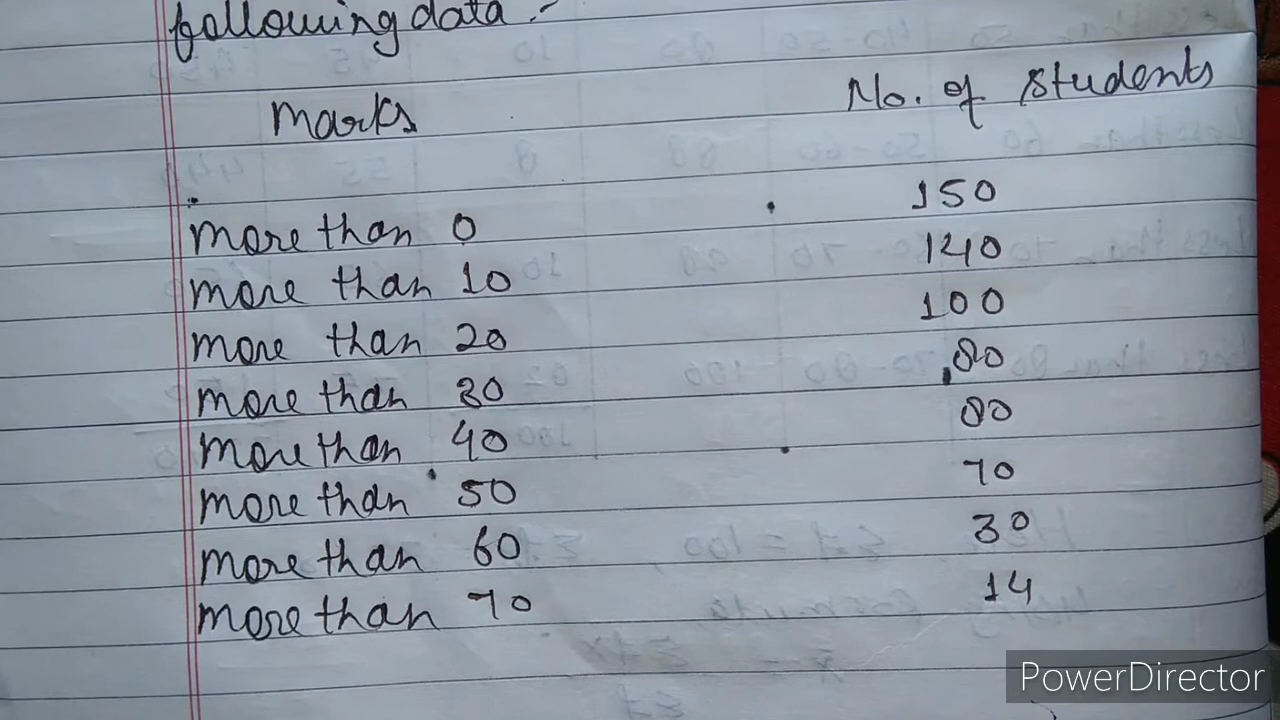 following data :-
Marks No. of students
more than 0 150
more than 10 140
more than 20 100
more than 30 80
more than 40 80
more than 50 70
more than 60 30
more than 70 14
PowerDirector